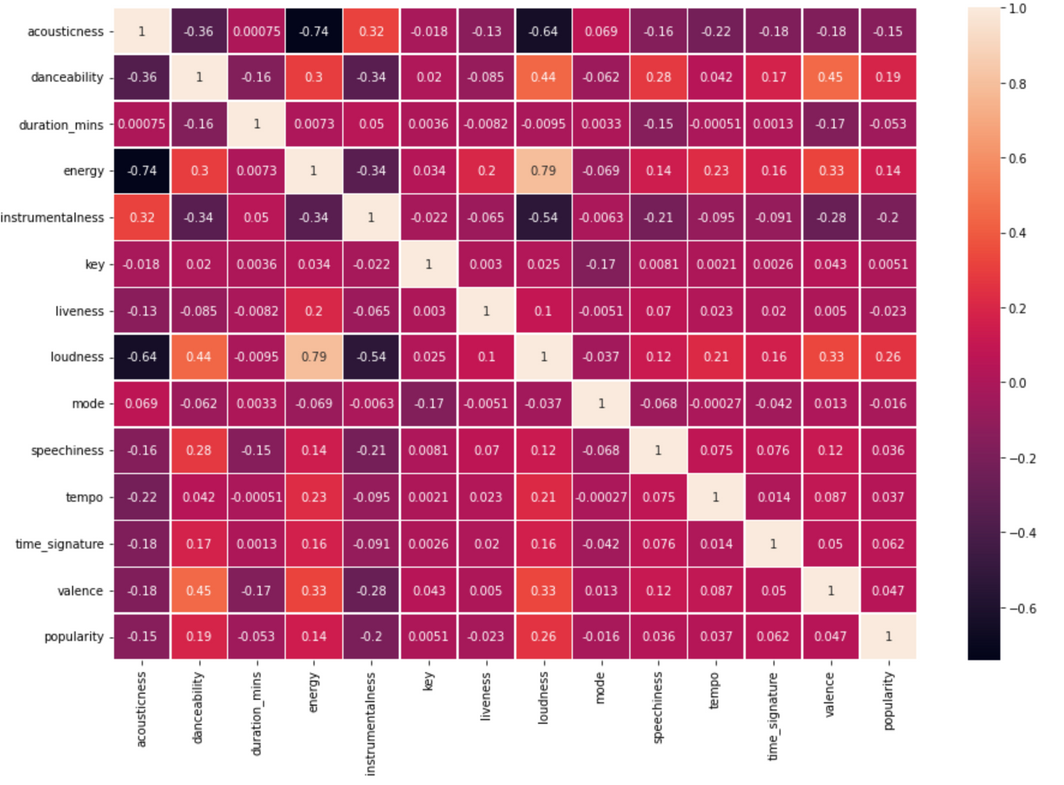 acousticness 1 -0.36 0.00075 -0.74 0.32 -0.018 -0.13 -0.64 0.069 -0.16 -0.22 -0.18 -0.18 -0.15
danceability -0.36 1 -0.16 0.3 -0.34 0.02 -0.085 0.44 -0.062 0.28 0.042 0.17 0.45 0.19
duration_mins 0.00075 -0.16 1 0.0073 0.05 0.0036 -0.0082 -0.0095 0.0033 -0.15 -0.00051 0.0013 -0.17 -0.053
energy -0.74 0.3 0.0073 1 -0.34 0.034 0.2 0.79 -0.069 0.14 0.23 0.16 0.33 0.14
instrumentalness 0.32 -0.34 0.05 -0.34 1 -0.022 -0.065 -0.54 -0.0063 -0.21 -0.095 -0.091 -0.28 -0.2
key -0.018 0.02 0.0036 0.034 -0.022 1 0.003 0.025 -0.17 0.0081 0.0021 0.0026 0.043 0.0051
liveness -0.13 -0.085 -0.0082 0.2 -0.065 0.003 1 0.1 -0.0051 0.07 0.023 0.02 0.005 -0.023
loudness -0.64 0.44 -0.0095 0.79 -0.54 0.025 0.1 1 -0.037 0.12 0.21 0.16 0.33 0.26
mode 0.069 -0.062 0.0033 -0.069 -0.0063 -0.17 -0.0051 -0.037 1 -0.068 -0.00027 -0.042 0.013 -0.016
speechiness -0.16 0.28 -0.15 0.14 -0.21 0.0081 0.07 0.12 -0.068 1 0.075 0.076 0.12 0.036
tempo -0.22 0.042 -0.00051 0.23 -0.095 0.0021 0.023 0.21 -0.00027 0.075 1 0.014 0.087 0.037
time_signature -0.18 0.17 0.0013 0.16 -0.091 0.0026 0.02 0.16 -0.042 0.076 0.014 1 0.05 0.062
valence -0.18 0.45 -0.17 0.33 -0.28 0.043 0.005 0.33 0.013 0.12 0.087 0.05 1 0.047
popularity -0.15 0.19 -0.053 0.14 -0.2 0.0051 -0.023 0.26 -0.016 0.036 0.037 0.062 0.047 1
acousticness
danceability
duration_mins
energy
instrumentalness
key
liveness
loudness
mode
speechiness
tempo
time_signature
valence
popularity
1.0
0.8
0.6
0.4
0.2
0.0
−0.2
−0.4
−0.6